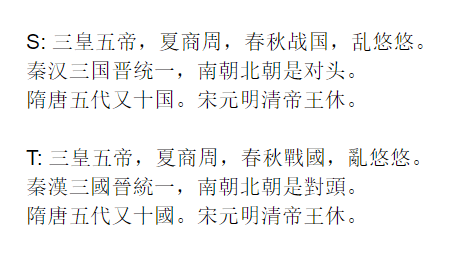 S: 三皇五帝，夏商周，春秋战国，乱悠悠。
秦汉三国晋统一，南朝北朝是对头。
隋唐五代又十国。宋元明清帝王休。
T: 三皇五帝，夏商周，春秋戰國，亂悠悠。
秦漢三國晉統一，南朝北朝是對頭。
隋唐五代又十國。宋元明清帝王休。